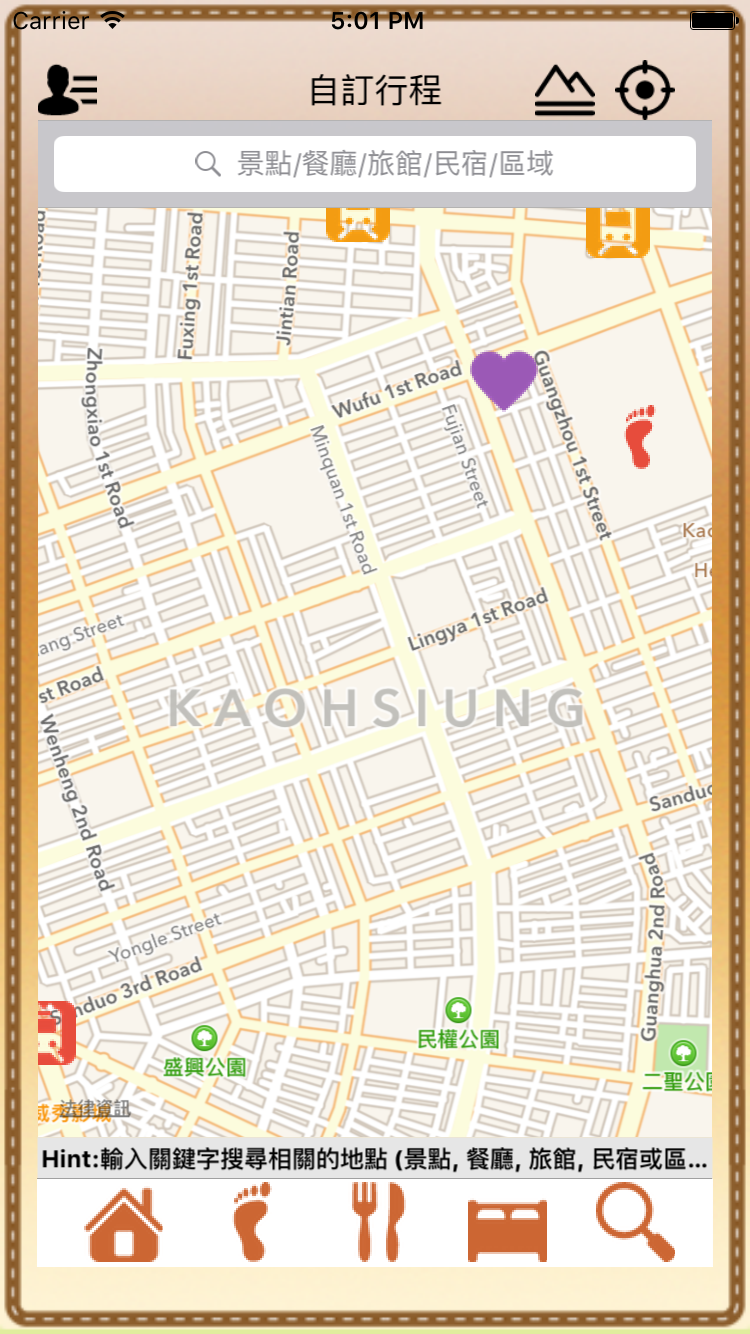 Carrier 5:01 PM
自訂行程
景點/餐廳/旅館/民宿/區域
Fuxing 1st Road
Jintian Road
Zhongxiao 1st Road
Wufu 1st Road
Guangzhou 1st Street
Fujian Street
Minquan 1st Road
Kao
Lingya 1st Road
ang Street
st Road
KAOHSIUNG
Wenheng 2nd Road
Sanduo
Guanghua 2nd Road
Yongle Street
Sanduo 3rd Road
民權公園
盛興公園
二聖公園
法律資訊
Hint:輸入關鍵字搜尋相關的地點 (景點, 餐廳, 旅館, 民宿或區...